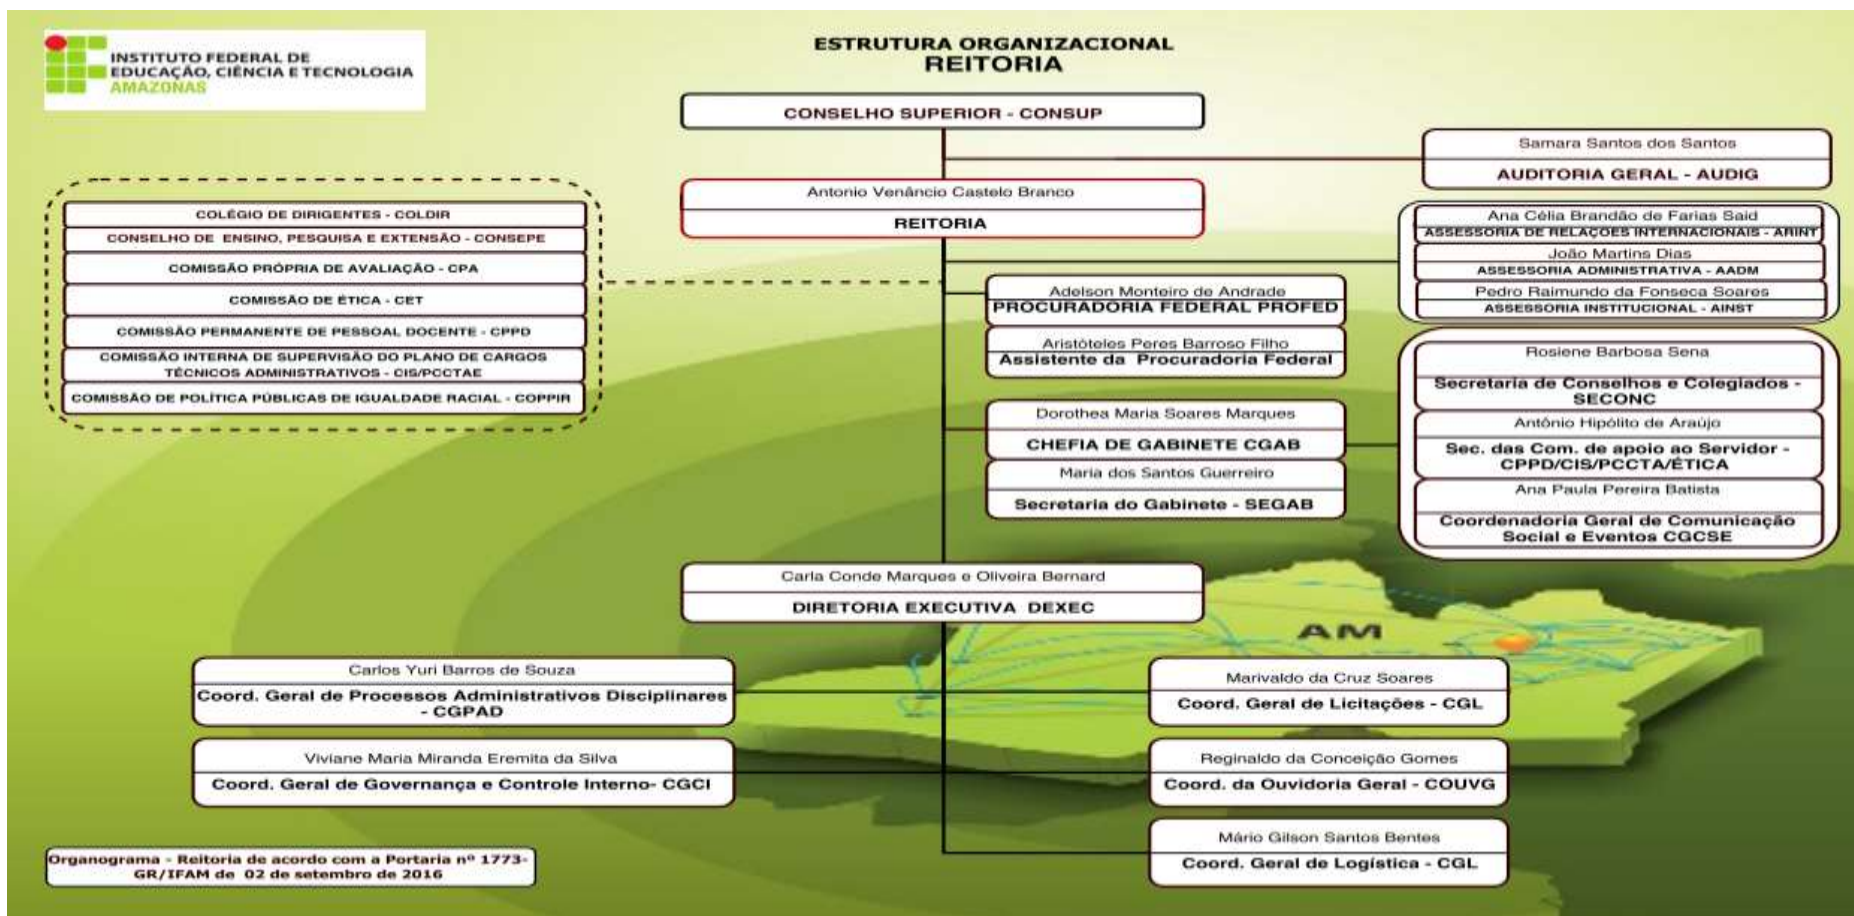 INSTITUTO FEDERAL DE
EDUCAÇÃO, CIÊNCIA E TECNOLOGIA
AMAZONAS
ESTRUTURA ORGANIZACIONAL
REITORIA
CONSELHO SUPERIOR - CONSUP
Samara Santos dos Santos
AUDITORIA GERAL - AUDIG
Antonio Venâncio Castelo Branco
REITORIA
COLÉGIO DE DIRIGENTES - COLDIR
CONSELHO DE ENSINO, PESQUISA E EXTENSÃO - CONSEPE
COMISSÃO PRÓPRIA DE AVALIAÇÃO - CPA
COMISSÃO DE ÉTICA - CET
COMISSÃO PERMANENTE DE PESSOAL DOCENTE - CPPD
COMISSÃO INTERNA DE SUPERVISÃO DO PLANO DE CARGOS
TÉCNICOS ADMINISTRATIVOS - CIS/PCCTAE
COMISSÃO DE POLÍTICA PÚBLICAS DE IGUALDADE RACIAL - COPPIR
Ana Célia Brandão de Farias Said
ASSESSORIA DE RELAÇÕES INTERNACIONAIS - ARINT
João Martins Dias
ASSESSORIA ADMINISTRATIVA - AADM
Pedro Raimundo da Fonseca Soares
ASSESSORIA INSTITUCIONAL - AINST
Adelson Monteiro de Andrade
PROCURADORIA FEDERAL PROFED
Aristóteles Peres Barroso Filho
Assistente da Procuradoria Federal
Dorothea Maria Soares Marques
CHEFIA DE GABINETE CGAB
Maria dos Santos Guerreiro
Secretaria do Gabinete - SEGAB
Rosiene Barbosa Sena
Secretaria de Conselhos e Colegiados -
SECONC
Antônio Hipólito de Araújo
Sec. das Com. de apoio ao Servidor -
CPPD/CIS/PCCTA/ÉTICA
Ana Paula Pereira Batista
Coordenadoria Geral de Comunicação
Social e Eventos CGCSE
Carla Conde Marques e Oliveira Bernard
DIRETORIA EXECUTIVA DEXEC
AM
Carlos Yuri Barros de Souza
Coord. Geral de Processos Administrativos Disciplinares
- CGPAD
Marivaldo da Cruz Soares
Coord. Geral de Licitações - CGL
Viviane Maria Miranda Eremita da Silva
Coord. Geral de Governança e Controle Interno- CGCI
Reginaldo da Conceição Gomes
Coord. da Ouvidoria Geral - COUVG
Mário Gilson Santos Bentes
Coord. Geral de Logística - CGL
Organograma - Reitoria de acordo com a Portaria nº 1773-
GR/IFAM de 02 de setembro de 2016